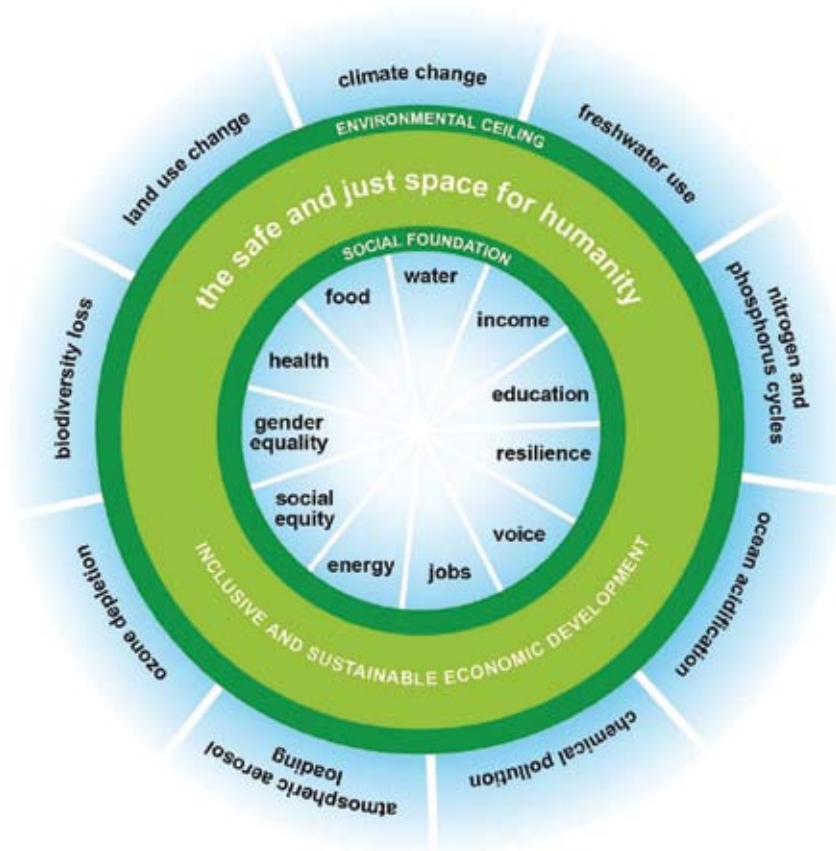 climate change
freshwater use
nitrogen and
phosphorus cycles
ocean acidification
chemical pollution
atmospheric aerosol
loading
ozone depletion
biodiversity loss
land use change
ENVIRONMENTAL CEILING
the safe and just space for humanity
SOCIAL FOUNDATION
water
income
education
resilience
voice
jobs
energy
social
equity
gender
equality
health
food
INCLUSIVE AND SUSTAINABLE ECONOMIC DEVELOPMENT